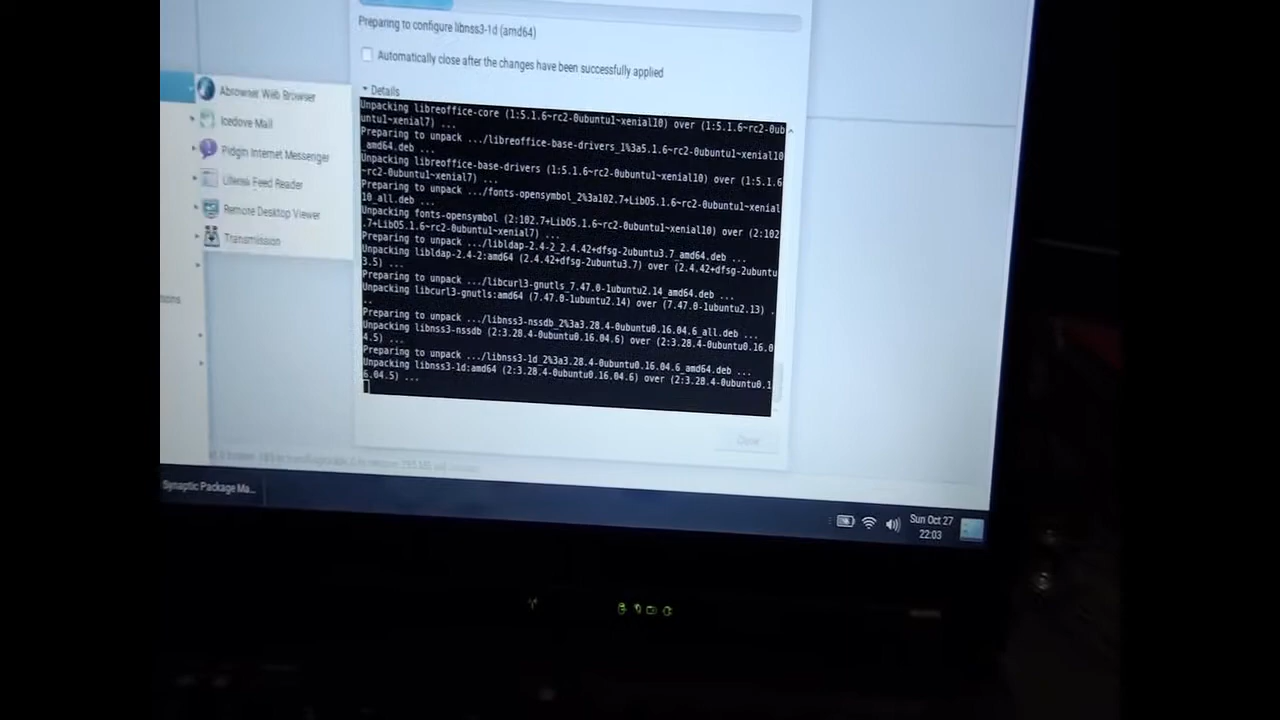 Preparing to configure libnss3-1d (amd64)
Automatically close after the changes have been successfully applied
Details
Unpacking libreoffice-core (1:5.1.6~rc2-0ubuntu1~xenial10) over (1:5.1.6~rc2-0ub
untu1~xenial7) ...
Preparing to unpack .../libreoffice-base-drivers_1%3a5.1.6~rc2-0ubuntu1~xenial10
_amd64.deb ...
Unpacking libreoffice-base-drivers (1:5.1.6~rc2-0ubuntu1~xenial10) over (1:5.1.6
~rc2-0ubuntu1~xenial7) ...
Preparing to unpack .../fonts-opensymbol_2%3a102.7+LibO5.1.6~rc2-0ubuntu1~xenial
10_all.deb ...
Unpacking fonts-opensymbol (2:102.7+LibO5.1.6~rc2-0ubuntu1~xenial10) over (2:102
.7+LibO5.1.6~rc2-0ubuntu1~xenial7) ...
Preparing to unpack .../libldap-2.4-2_2.4.42+dfsg-2ubuntu3.7_amd64.deb ...
Unpacking libldap-2.4-2:amd64 (2.4.42+dfsg-2ubuntu3.7) over (2.4.42+dfsg-2ubuntu
3.5) ...
Preparing to unpack .../libcurl3-gnutls_7.47.0-1ubuntu2.14_amd64.deb ...
Unpacking libcurl3-gnutls:amd64 (7.47.0-1ubuntu2.14) over (7.47.0-1ubuntu2.13) .
..
Preparing to unpack .../libnss3-nssdb_2%3a3.28.4-0ubuntu0.16.04.6_all.deb ...
Unpacking libnss3-nssdb (2:3.28.4-0ubuntu0.16.04.6) over (2:3.28.4-0ubuntu0.16.0
4.5) ...
Preparing to unpack .../libnss3-1d_2%3a3.28.4-0ubuntu0.16.04.6_amd64.deb ...
Unpacking libnss3-1d:amd64 (2:3.28.4-0ubuntu0.16.04.6) over (2:3.28.4-0ubuntu0.1
6.04.5) ...
Close
Abrowser Web Browser
Icedove Mail
Pidgin Internet Messenger
Liferea Feed Reader
Remote Desktop Viewer
Transmission
Synaptic Package Ma...
Sun Oct 27
22:03